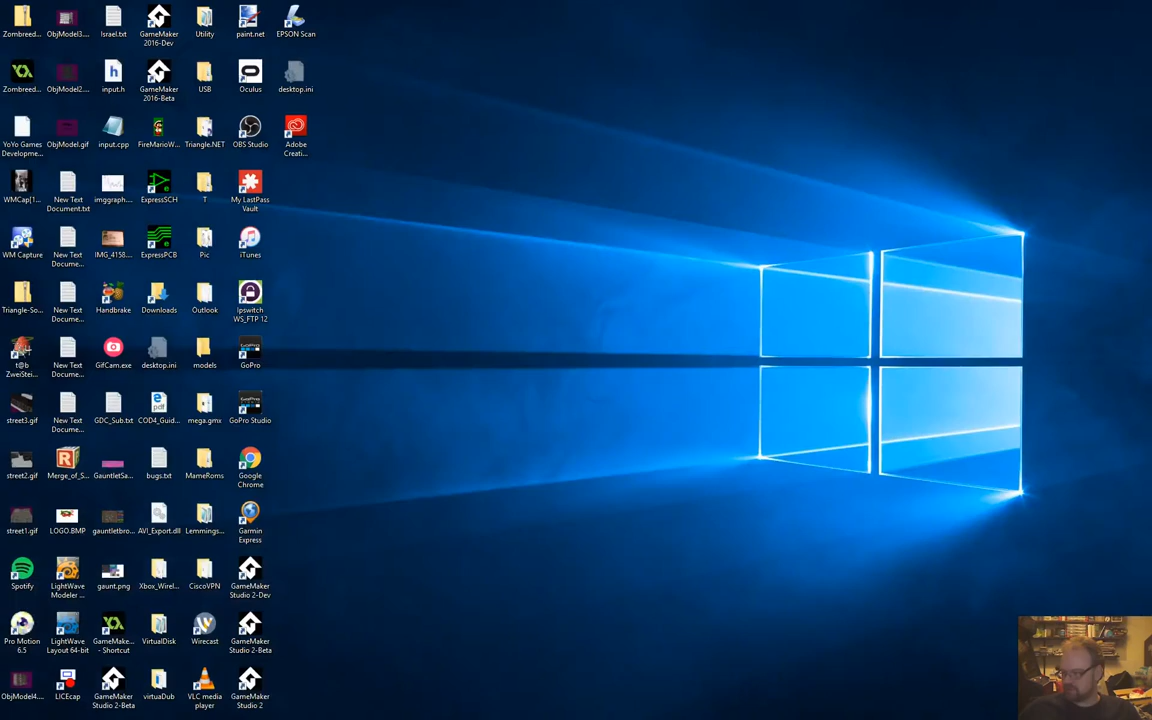 Zombreed...
ObjModel3....
Israel.txt
GameMaker
2016-Dev
Utility
paint.net
EPSON Scan
Zombreed...
ObjModel2....
input.h
GameMaker
2016-Beta
USB
Oculus
desktop.ini
YoYo Games
Developme...
ObjModel.gif
input.cpp
FireMarioW...
Triangle.NET
OBS Studio
Adobe
Creati...
WMCap[1...
New Text
Document.txt
imggraph....
ExpressSCH
T
My LastPass
Vault
WM Capture
New Text
Docume...
IMG_4158....
ExpressPCB
Pic
iTunes
Triangle-So...
New Text
Docume...
Handbrake
Downloads
Outlook
Ipswitch
WS_FTP 12
t@b
ZweiStei...
New Text
Docume...
GifCam.exe
desktop.ini
models
GoPro
street3.gif
New Text
Docume...
GDC_Sub.txt
COD4_Guid...
mega.gmx
GoPro Studio
street2.gif
Merge_of_S...
GauntletSa...
bugs.txt
MameRoms
Google
Chrome
street1.gif
LOGO.BMP
gauntletbro...
AVI_Export.dll
Lemmings...
Garmin
Express
Spotify
LightWave
Modeler ...
gaunt.png
Xbox_Wirel...
CiscoVPN
GameMaker
Studio 2-Dev
Pro Motion
6.5
LightWave
Layout 64-bit
GameMake...
- Shortcut
VirtualDisk
Wirecast
GameMaker
Studio 2-Beta
ObjModel4....
LICEcap
GameMaker
Studio 2-Beta
virtuaDub
VLC media
player
GameMaker
Studio 2